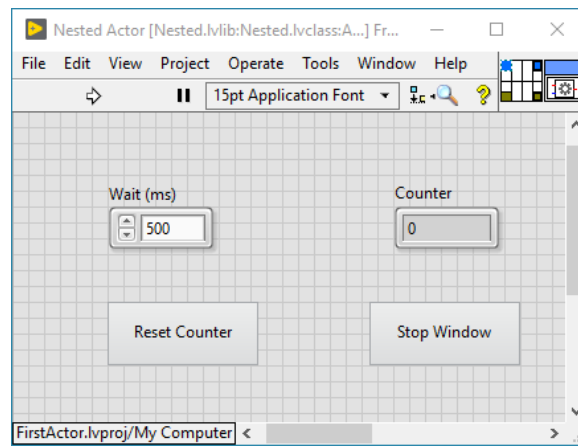 Nested Actor [Nested.lvlib:Nested.lvclass:A...] Fr...
File Edit View Project Operate Tools Window Help
15pt Application Font
Wait (ms) Counter
500 0
Reset Counter Stop Window
FirstActor.lvproj/My Computer